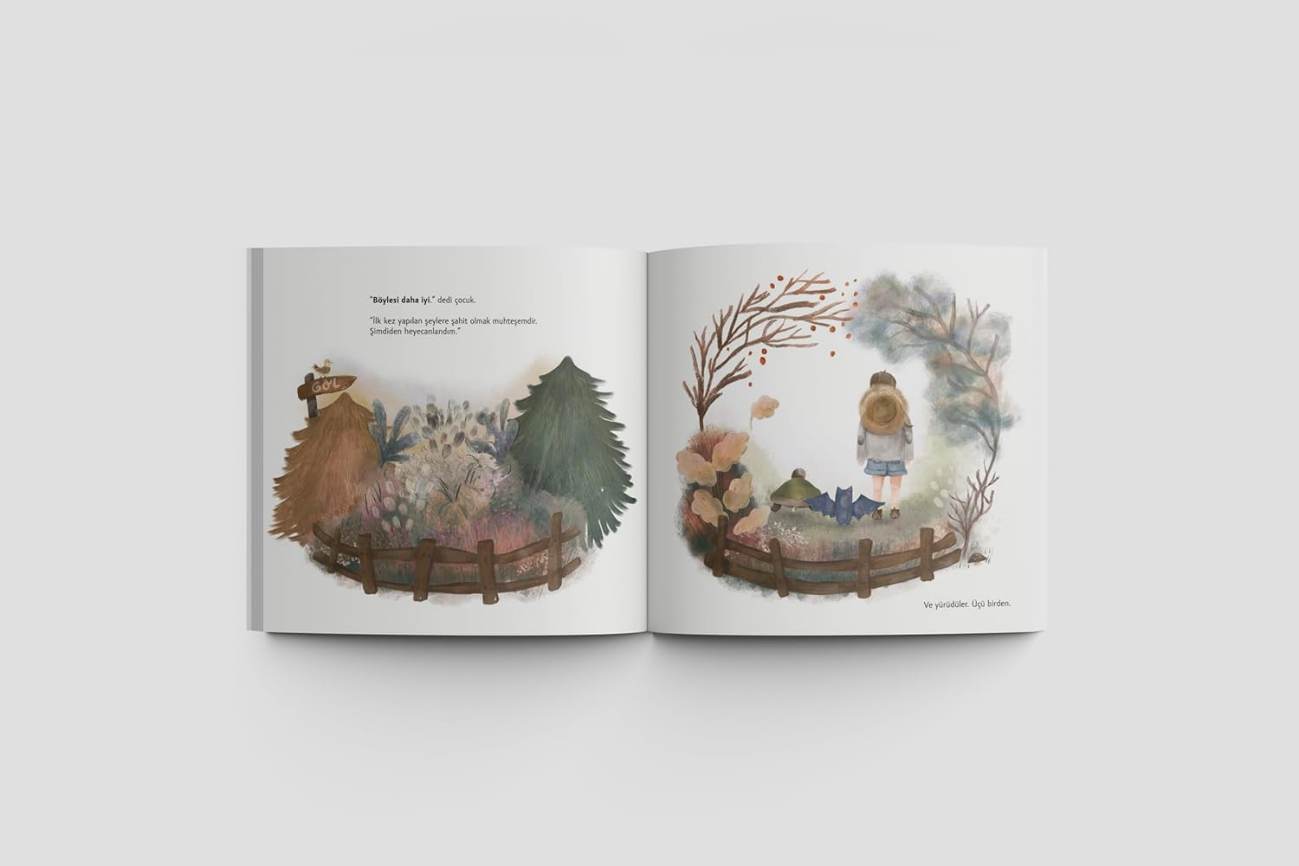 "Böylesi daha iyi." dedi çocuk.
"İlk kez yapılan şeylere şahit olmak muhteşemdir.
Şimdiden heyecanlandım."
GÖL
Ve yürüdüler. Üçü birden.